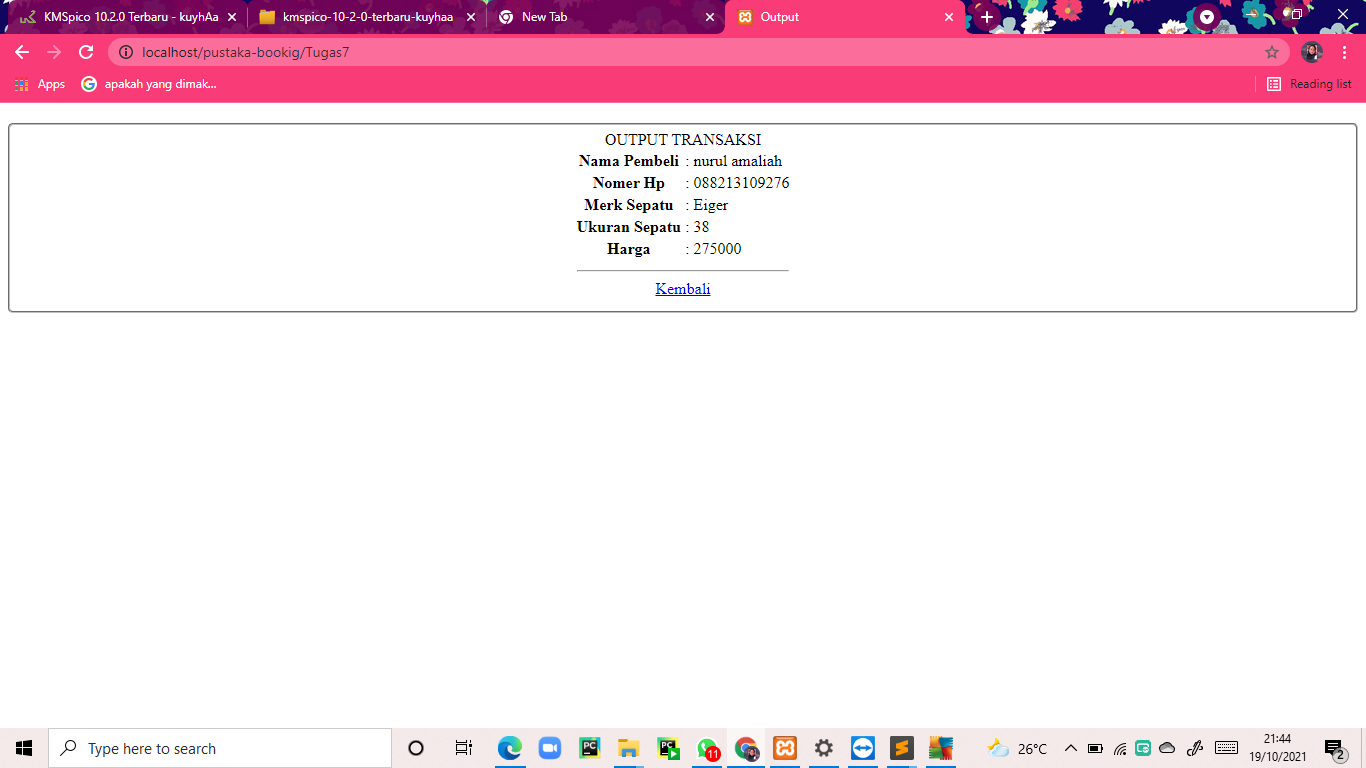 KMSpico 10.2.0 Terbaru - kuyhAa
kmspico-10-2-0-terbaru-kuyhaa
New Tab
Output
localhost/pustaka-bookig/Tugas7
Apps
apakah yang dimak...
Reading list
OUTPUT TRANSAKSI
Nama Pembeli : nurul amaliah
Nomer Hp : 088213109276
Merk Sepatu : Eiger
Ukuran Sepatu : 38
Harga : 275000
Kembali
Type here to search
PC
PC
11
26°C
21:44
19/10/2021
2